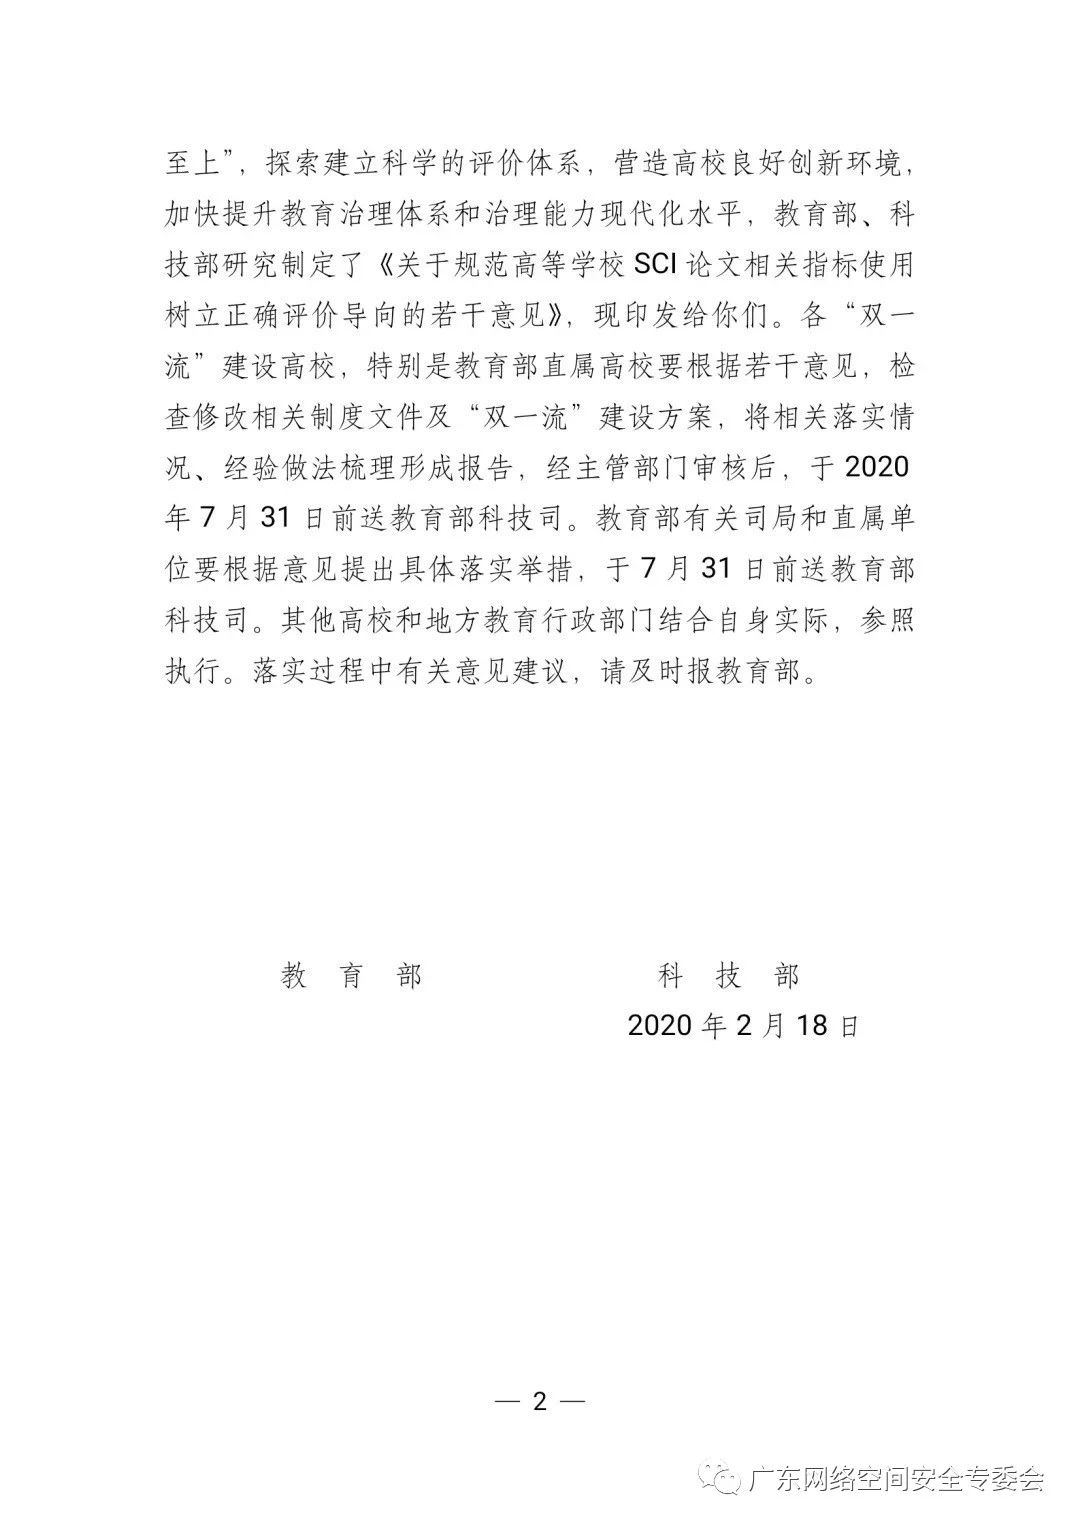 至上”，探索建立科学的评价体系，营造高校良好创新环境，
加快提升教育治理体系和治理能力现代化水平，教育部、科
技部研究制定了《关于规范高等学校 SCI 论文相关指标使用
树立正确评价导向的若干意见》，现印发给你们。各“双一
流”建设高校，特别是教育部直属高校要根据若干意见，检
查修改相关制度文件及“双一流”建设方案，将相关落实情
况、经验做法梳理形成报告，经主管部门审核后，于 2020
年 7 月 31 日前送教育部科技司。教育部有关司局和直属单
位要根据意见提出具体落实举措，于 7 月 31 日前送教育部
科技司。其他高校和地方教育行政部门结合自身实际，参照
执行。落实过程中有关意见建议，请及时报教育部。
教 育 部 科 技 部
2020 年 2 月 18 日
— 2 —
广东网络空间安全专委会